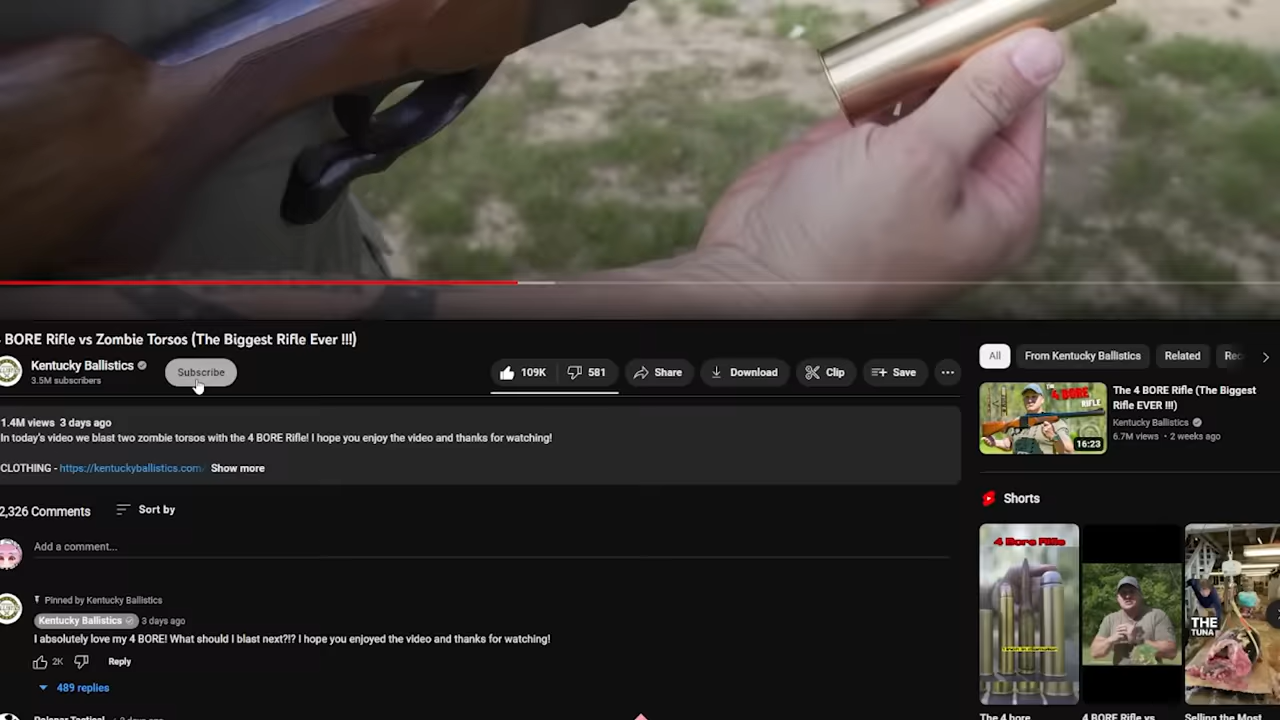 BORE Rifle vs Zombie Torsos (The Biggest Rifle Ever !!!)
Kentucky Ballistics
3.5M subscribers
Subscribe
109K
581
Share
Download
Clip
Save
1.4M views 3 days ago
In today's video we blast two zombie torsos with the 4 BORE Rifle! I hope you enjoy the video and thanks for watching!
CLOTHING - https://kentuckyballistics.com/ Show more
2,326 Comments
Sort by
Add a comment...
Pinned by Kentucky Ballistics
Kentucky Ballistics
3 days ago
I absolutely love my 4 BORE! What should I blast next?!? I hope you enjoyed the video and thanks for watching!
2K
Reply
489 replies
All
From Kentucky Ballistics
Related
Rec
4 BORE
RIFLE
16:23
The 4 BORE Rifle (The Biggest
Rifle EVER !!!)
Kentucky Ballistics
6.7M views • 2 weeks ago
Shorts
4 Bore Rifle
THE
TUNA
The 4 bore
4 BORE Rifle vs
Selling the Most